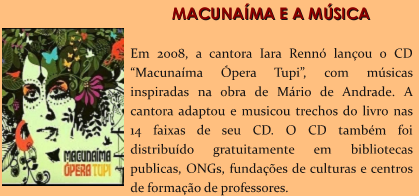 MACUNAÍMA E A MÚSICA
Em 2008, a cantora Iara Rennó lançou o CD
“Macunaíma Ópera Tupi”, com músicas
inspiradas na obra de Mário de Andrade. A
cantora adaptou e musicou trechos do livro nas
14 faixas de seu CD. O CD também foi
distribuído gratuitamente em bibliotecas
publicas, ONGs, fundações de culturas e centros
de formação de professores.
MACUNAÍMA
ÓPERA TUPI